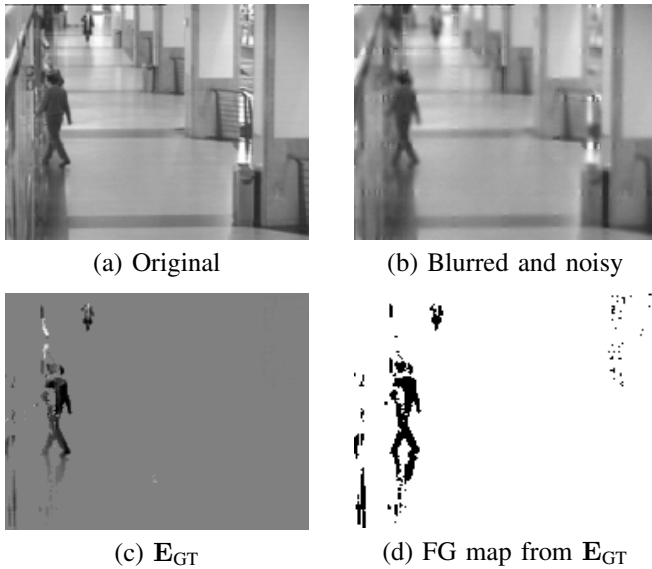 (a) Original
(b) Blurred and noisy
(c) E_GT
(d) FG map from E_GT